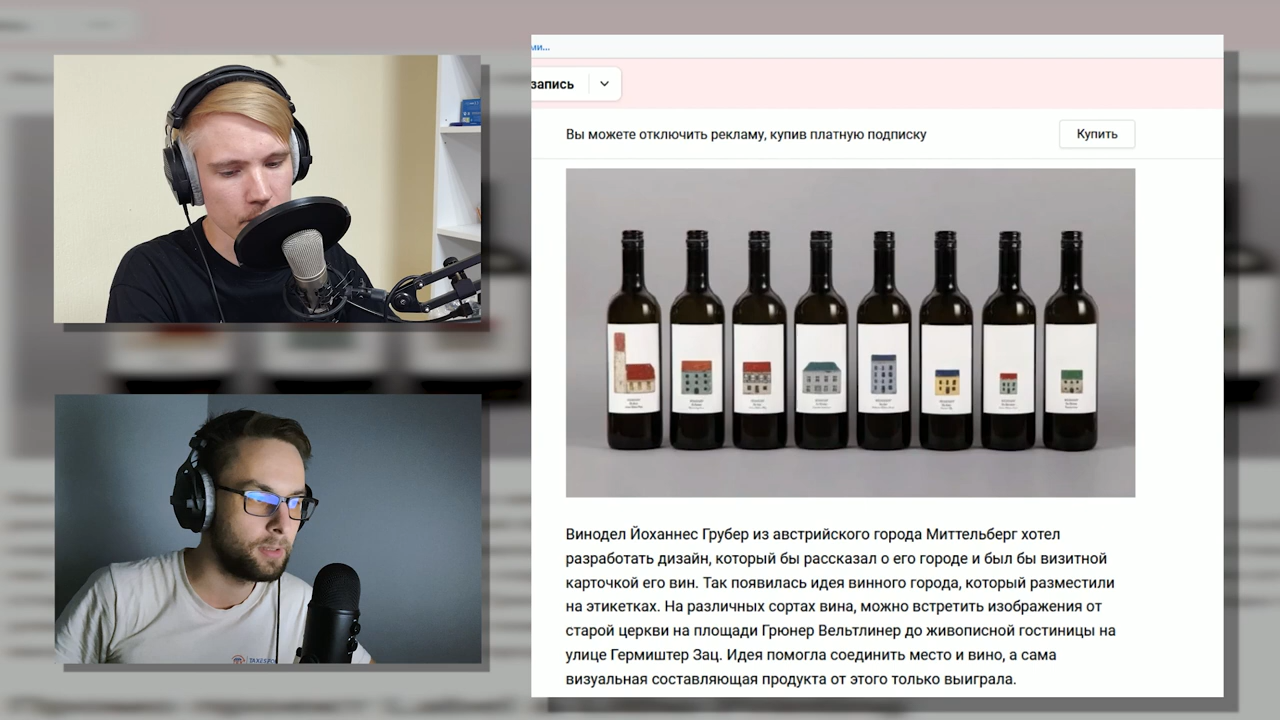 ми...
запись
Вы можете отключить рекламу, купив платную подписку
Купить
Винодел Йоханнес Грубер из австрийского города Миттельберг хотел
разработать дизайн, который бы рассказал о его городе и был бы визитной
карточкой его вин. Так появилась идея винного города, который разместили
на этикетках. На различных сортах вина, можно встретить изображения от
старой церкви на площади Грюнер Вельтлинер до живописной гостиницы на
улице Гермиштер Зац. Идея помогла соединить место и вино, а сама
визуальная составляющая продукта от этого только выиграла.